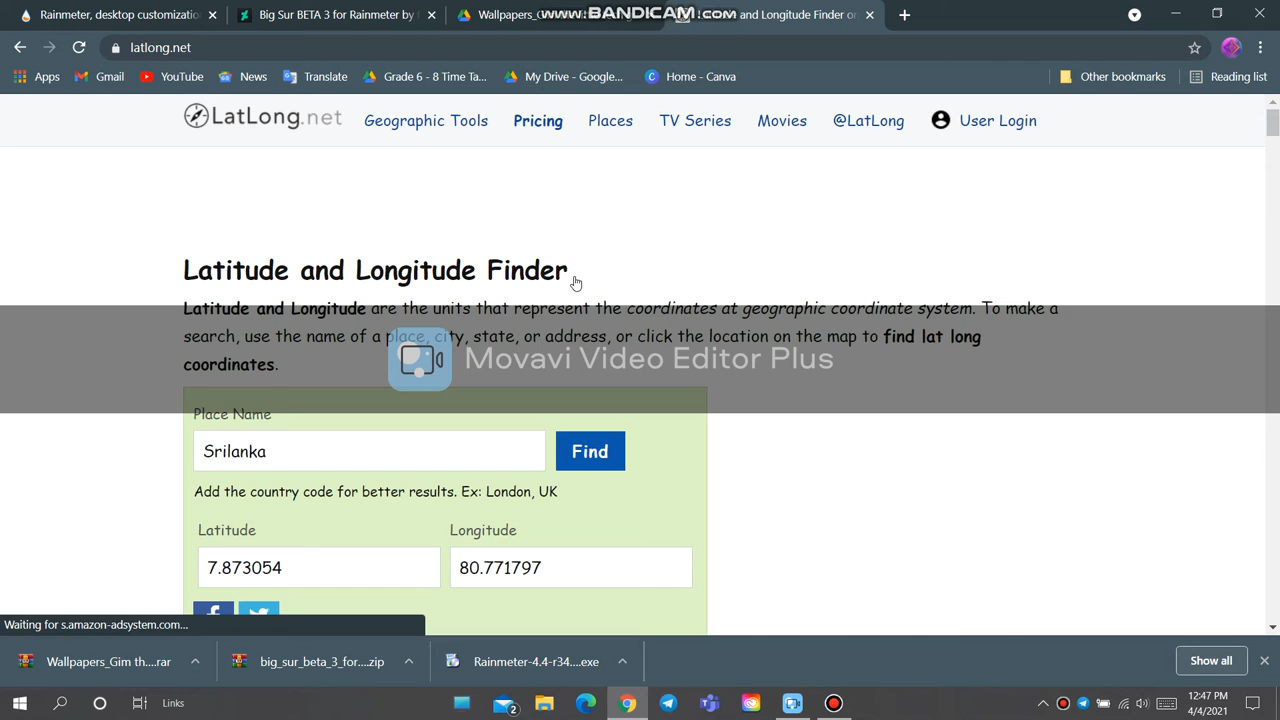 Rainmeter, desktop customizatio
Big Sur BETA 3 for Rainmeter by
Wallpapers_G
and Longitude Finder or
www.BANDICAM.com
latlong.net
Apps
Gmail
YouTube
News
Translate
Grade 6 - 8 Time Ta...
My Drive - Google...
Home - Canva
Other bookmarks
Reading list
LatLong.net
Geographic Tools
Pricing
Places
TV Series
Movies
@LatLong
User Login
Latitude and Longitude Finder
Latitude and Longitude are the units that represent the coordinates at geographic coordinate system. To make a
search, use the name of a place, city, state, or address, or click the location on the map to find lat long
coordinates.
Movavi Video Editor Plus
Place Name
Srilanka
Find
Add the country code for better results. Ex: London, UK
Latitude
Longitude
7.873054
80.771797
Waiting for s.amazon-adsystem.com...
Wallpapers_Gim th....rar
big_sur_beta_3_for....zip
Rainmeter-4.4-r34....exe
Show all
Links
2
12:47 PM
4/4/2021